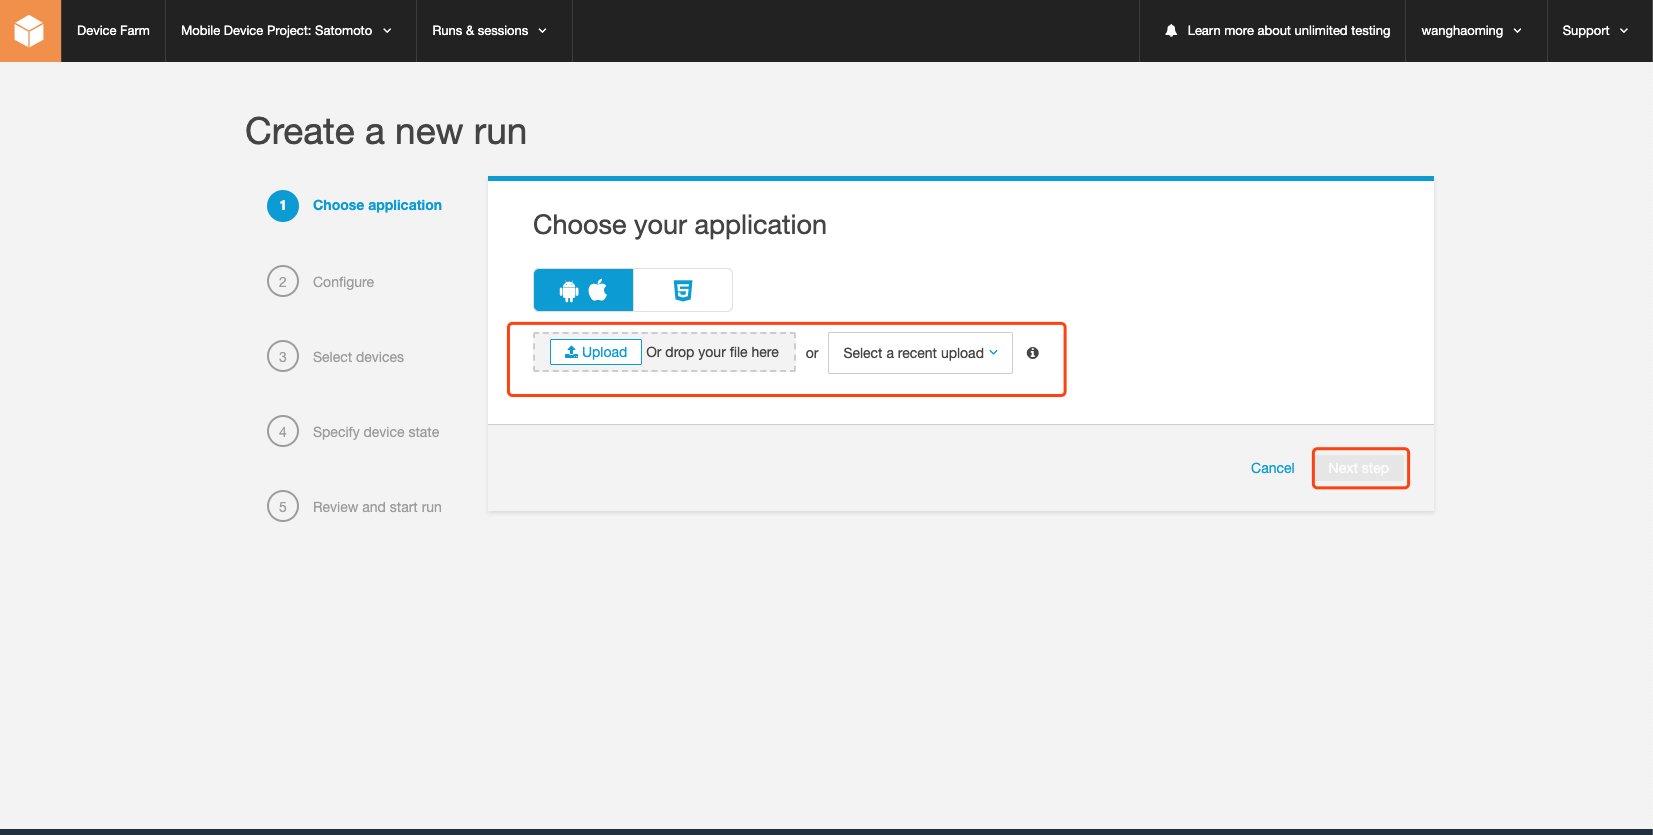 Device Farm
Mobile Device Project: Satomoto
Runs & sessions
Learn more about unlimited testing
wanghaoming
Support
Create a new run
1 Choose application
2 Configure
3 Select devices
4 Specify device state
5 Review and start run
Choose your application
Upload Or drop your file here or Select a recent upload
Cancel Next step